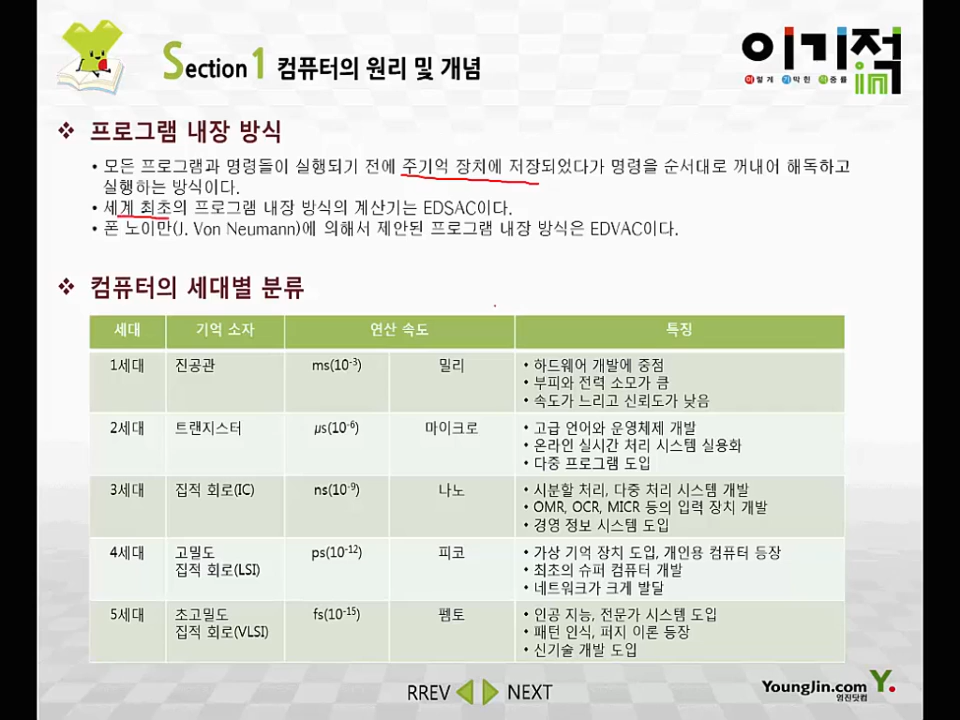 Section 1 컴퓨터의 원리 및 개념
이기적 in
이렇게 기막힌 적중률
❖ 프로그램 내장 방식
• 모든 프로그램과 명령들이 실행되기 전에 주기억 장치에 저장되었다가 명령을 순서대로 꺼내어 해독하고
실행하는 방식이다.
• 세계 최초의 프로그램 내장 방식의 계산기는 EDSAC이다.
• 폰 노이만(J. Von Neumann)에 의해서 제안된 프로그램 내장 방식은 EDVAC이다.
❖ 컴퓨터의 세대별 분류
세대 기억 소자 연산 속도 특징
1세대 진공관 ms(10-3) 밀리 • 하드웨어 개발에 중점
• 부피와 전력 소모가 큼
• 속도가 느리고 신뢰도가 낮음
2세대 트랜지스터 μs(10-6) 마이크로 • 고급 언어와 운영체제 개발
• 온라인 실시간 처리 시스템 실용화
• 다중 프로그램 도입
3세대 집적 회로(IC) ns(10-9) 나노 • 시분할 처리, 다중 처리 시스템 개발
• OMR, OCR, MICR 등의 입력 장치 개발
• 경영 정보 시스템 도입
4세대 고밀도 ps(10-12) 피코 • 가상 기억 장치 도입, 개인용 컴퓨터 등장
집적 회로(LSI) • 최초의 슈퍼 컴퓨터 개발
• 네트워크가 크게 발달
5세대 초고밀도 fs(10-15) 펨토 • 인공 지능, 전문가 시스템 도입
집적 회로(VLSI) • 패턴 인식, 퍼지 이론 등장
• 신기술 개발 도입
RREV NEXT
YoungJin.com Y.
영진닷컴